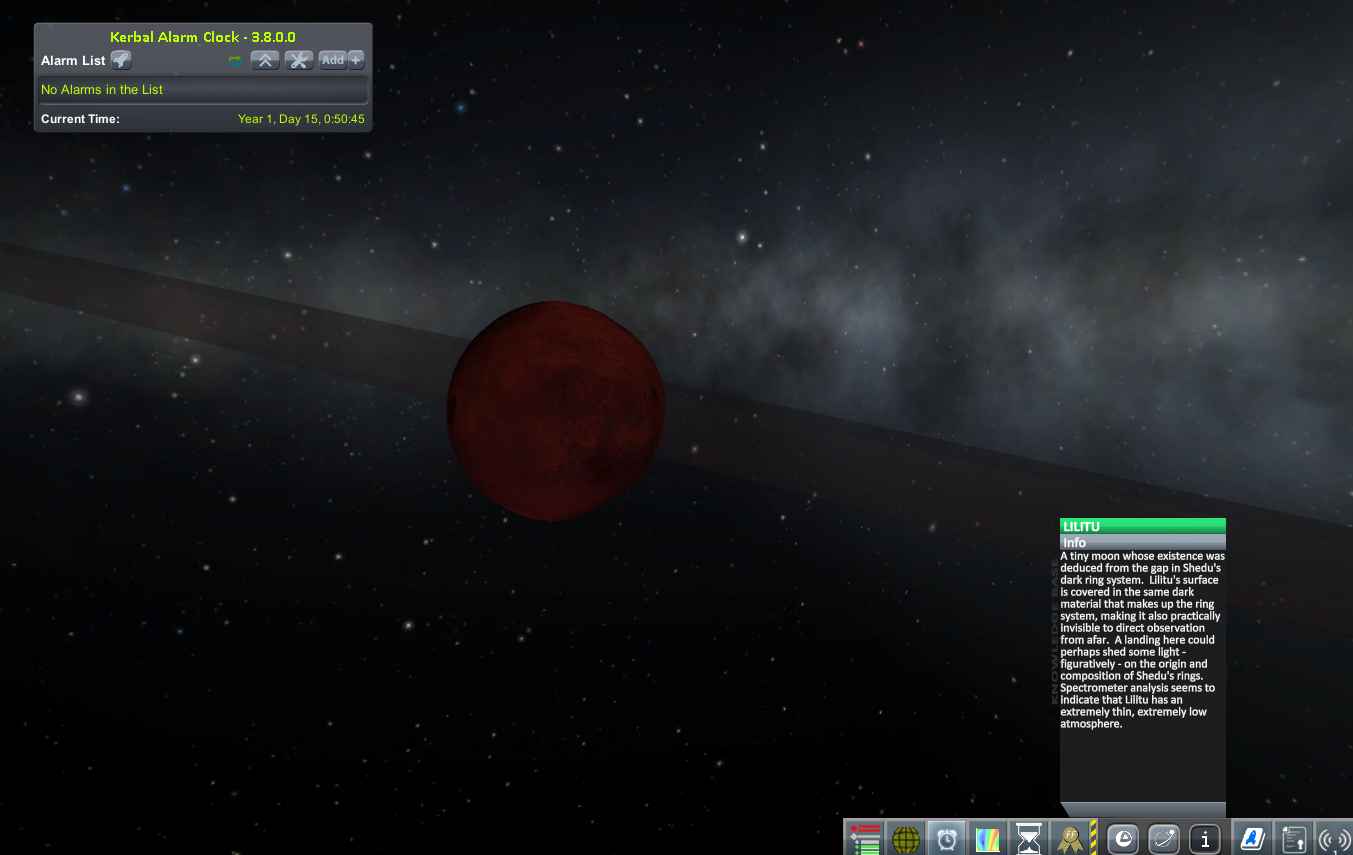 Kerbal Alarm Clock - 3.8.0.0
Alarm List
Add +
No Alarms in the List
Current Time: Year 1, Day 15, 0:50:45
LILITU
Info
KNOWLEDGE BASE
A tiny moon whose existence was
deduced from the gap in Shedu's
dark ring system.  Lilitu's surface
is covered in the same dark
material that makes up the ring
system, making it also practically
invisible to direct observation
from afar.  A landing here could
perhaps shed some light -
figuratively - on the origin and
composition of Shedu's rings.
Spectrometer analysis seems to
indicate that Lilitu has an
extremely thin, extremely low
atmosphere.
FF
i